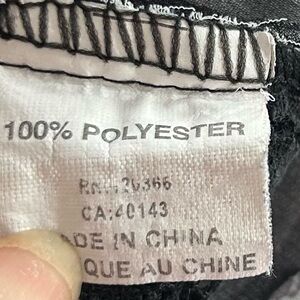 100% POLYESTER
CA:40143
ADE IN CHINA
QUE AU CHINE